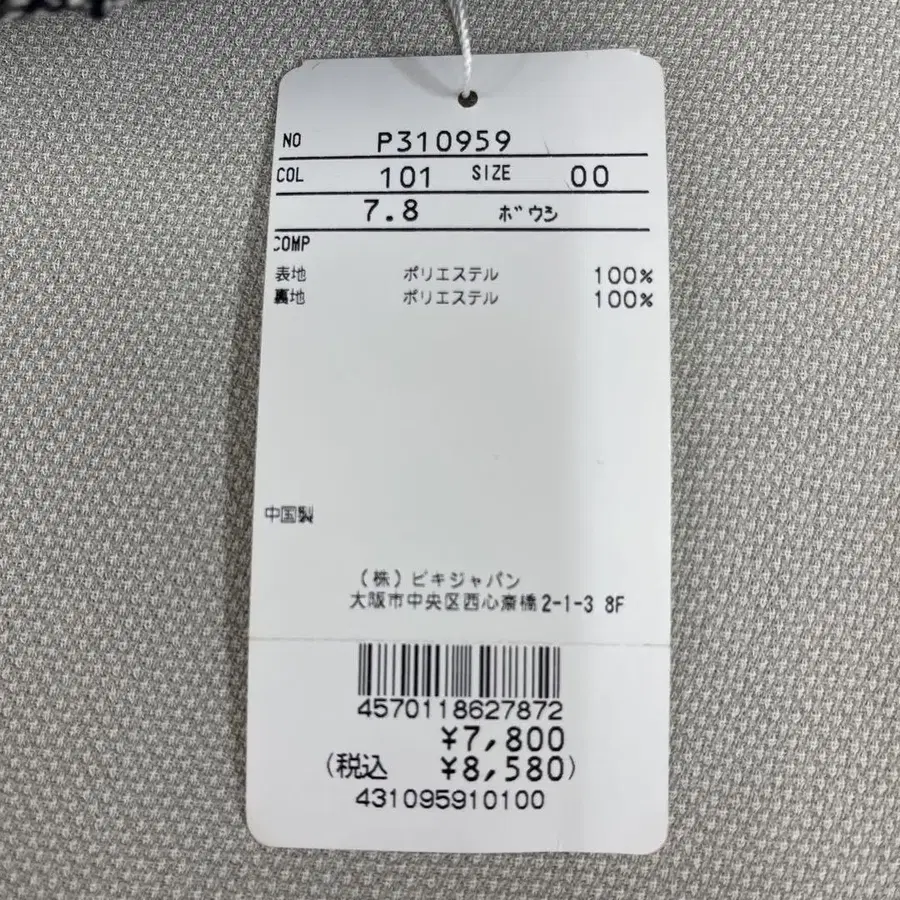 NO P310959
COL 101 SIZE 00
7.8 ボウシ
COMP
表地 ポリエステル 100%
裏地 ポリエステル 100%
中国製
(株)ピキジャパン
大阪市中央区西心斎橋2-1-3 8F
4570118627872
¥7,800
(税込 ¥8,580)
431095910100